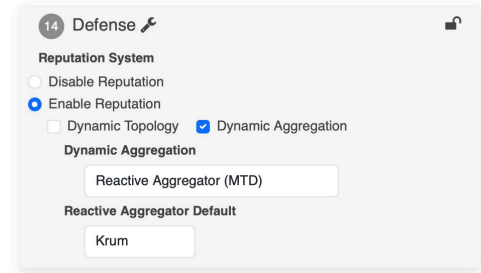 14 Defense
Reputation System
Disable Reputation
Enable Reputation
Dynamic Topology Dynamic Aggregation
Dynamic Aggregation
Reactive Aggregator (MTD)
Reactive Aggregator Default
Krum